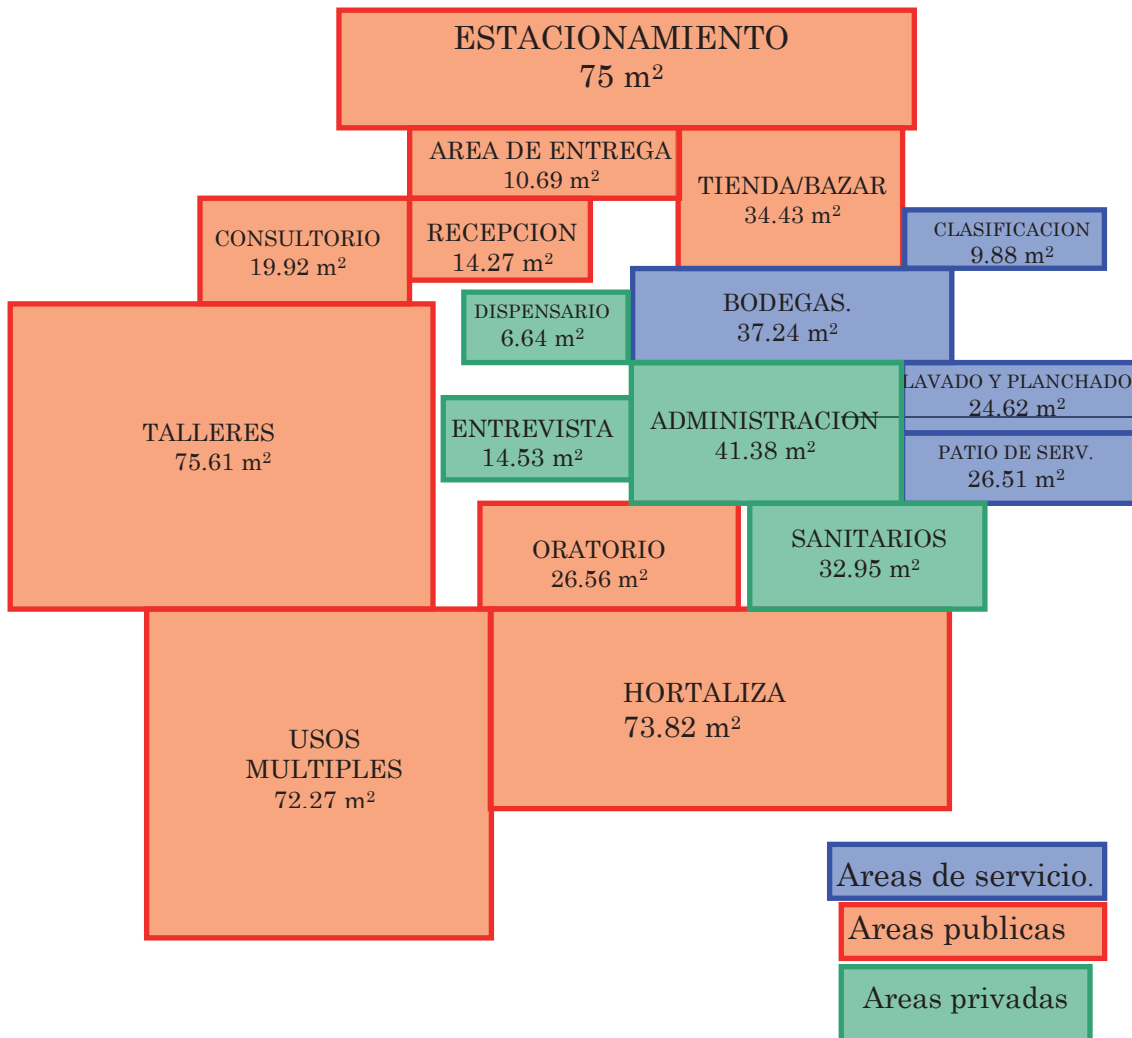 ESTACIONAMIENTO
75 m²
AREA DE ENTREGA
10.69 m²
TIENDA/BAZAR
34.43 m²
CONSULTORIO
19.92 m²
RECEPCION
14.27 m²
CLASIFICACION
9.88 m²
DISPENSARIO
6.64 m²
BODEGAS.
37.24 m²
TALLERES
75.61 m²
ENTREVISTA
14.53 m²
ADMINISTRACION
41.38 m²
LAVADO Y PLANCHADO
24.62 m²
PATIO DE SERV.
26.51 m²
ORATORIO
26.56 m²
SANITARIOS
32.95 m²
USOS
MULTIPLES
72.27 m²
HORTALIZA
73.82 m²
Areas de servicio.
Areas publicas
Areas privadas